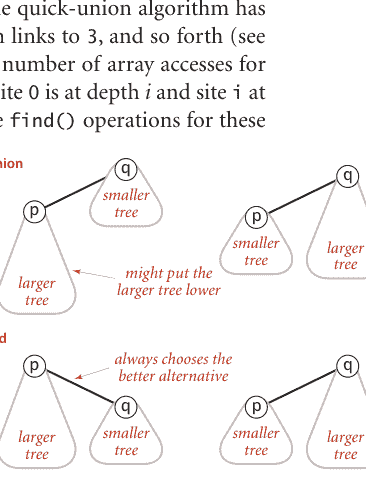 e quick-union algorithm has
links to 3, and so forth (see
number of array accesses for
ite 0 is at depth i and site i at
find() operations for these
q
smaller
tree
p
larger
tree
might put the
larger tree lower
q
p
smaller
tree
larger
tree
p
always chooses the
better alternative
q
larger
tree
smaller
tree
q
p
smaller
tree
larger
tree